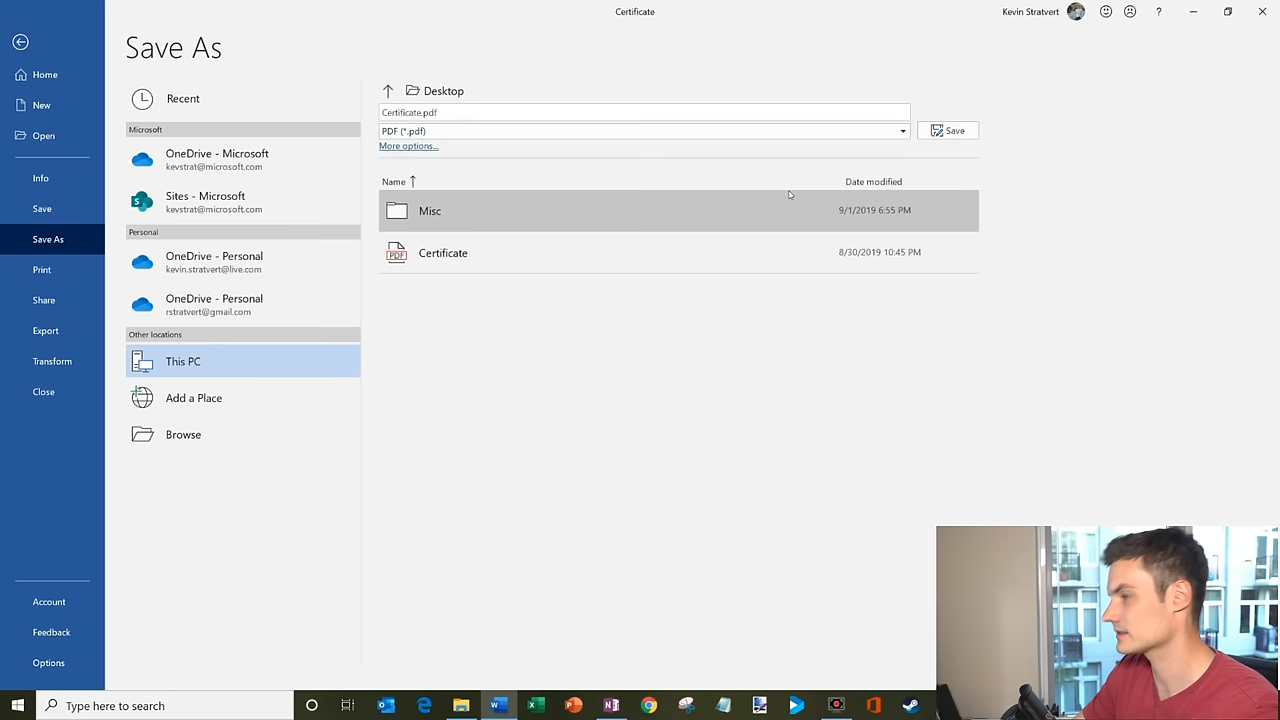 Certificate
Kevin Stratvert
?
Save As
Home
New
Open
Info
Save
Save As
Print
Share
Export
Transform
Close
Account
Feedback
Options
Recent
Microsoft
OneDrive - Microsoft
kevstrat@microsoft.com
Sites - Microsoft
kevstrat@microsoft.com
Personal
OneDrive - Personal
kevin.stratvert@live.com
OneDrive - Personal
rstratvert@gmail.com
Other locations
This PC
Add a Place
Browse
Desktop
Certificate.pdf
PDF (*.pdf)
Save
More options...
Name
Date modified
Misc
9/1/2019 6:55 PM
PDF
Certificate
8/30/2019 10:45 PM
Type here to search